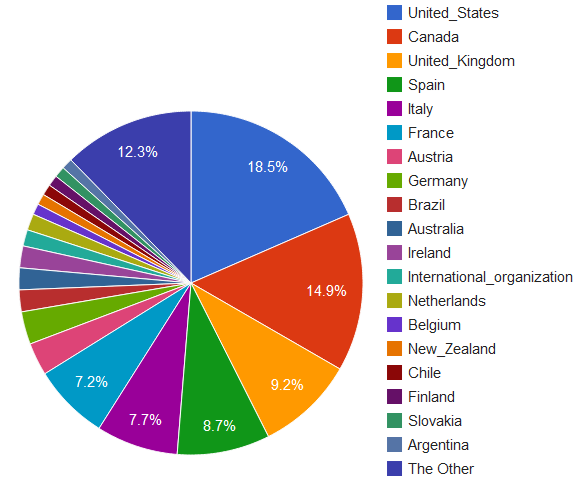 United_States
Canada
United_Kingdom
Spain
Italy
France
Austria
Germany
Brazil
Australia
Ireland
International_organization
Netherlands
Belgium
New_Zealand
Chile
Finland
Slovakia
Argentina
The Other
12.3%
18.5%
14.9%
9.2%
8.7%
7.7%
7.2%